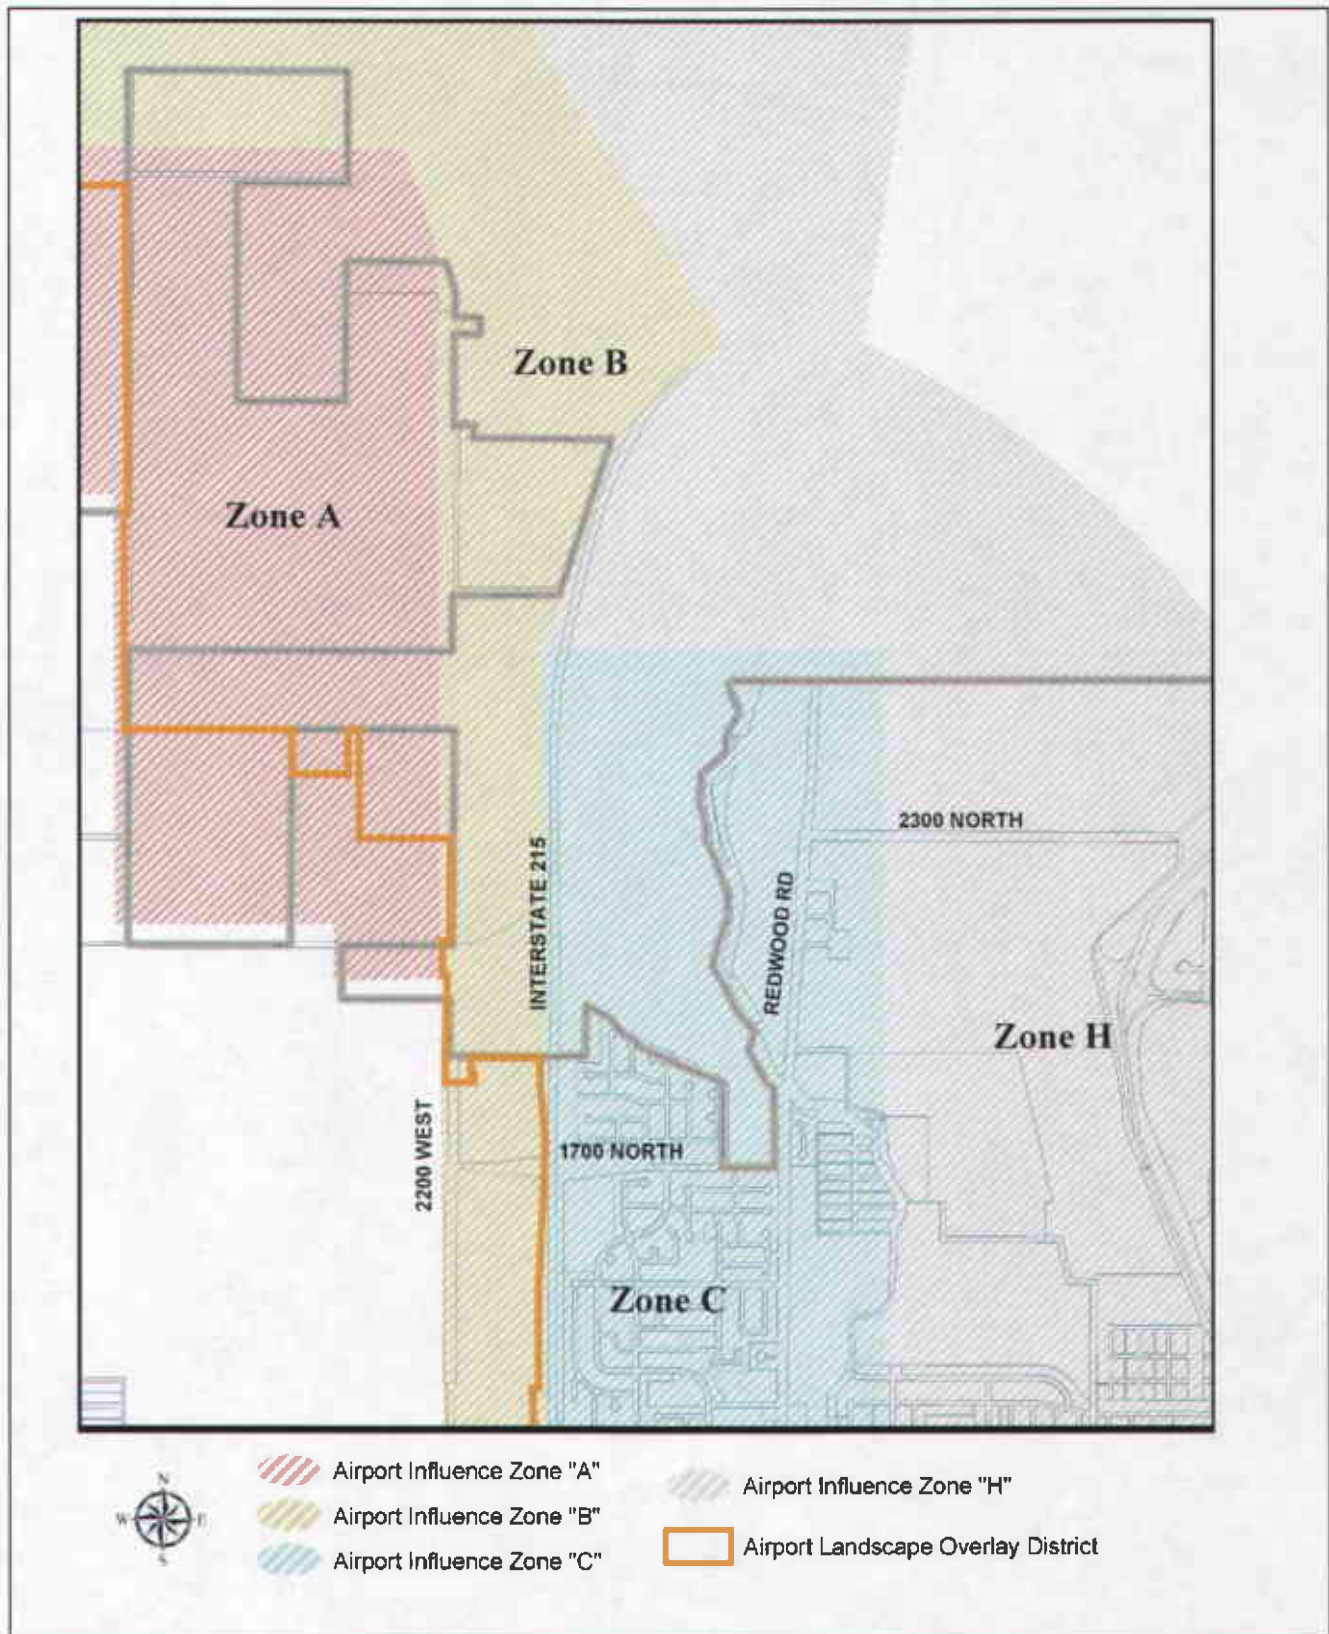 Zone B
Zone A
2300 NORTH
INTERSTATE 215
REDWOOD RD
Zone H
2200 WEST
1700 NORTH
Zone C
N
W E
S
Airport Influence Zone "A"
Airport Influence Zone "B"
Airport Influence Zone "C"
Airport Influence Zone "H"
Airport Landscape Overlay District